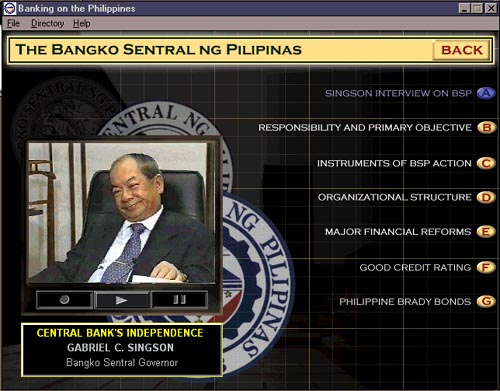 Banking on the Philippines
File Directory Help
THE BANGKO SENTRAL NG PILIPINAS
BACK
SINGSON INTERVIEW ON BSP A
RESPONSIBILITY AND PRIMARY OBJECTIVE B
INSTRUMENTS OF BSP ACTION C
ORGANIZATIONAL STRUCTURE D
MAJOR FINANCIAL REFORMS E
GOOD CREDIT RATING F
PHILIPPINE BRADY BONDS G
CENTRAL BANK'S INDEPENDENCE
GABRIEL C. SINGSON
Bangko Sentral Governor